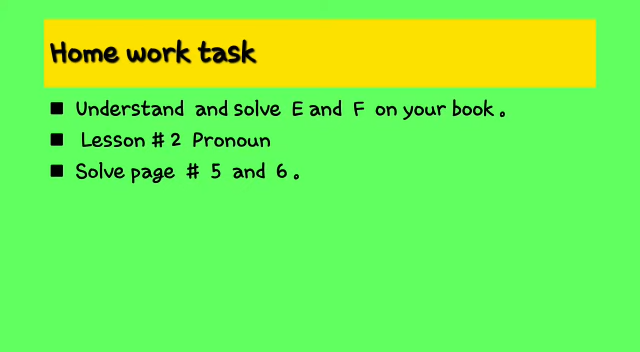 Home work task
■ Understand and solve E and F on your book.
■ Lesson # 2 Pronoun
■ Solve page # 5 and 6.